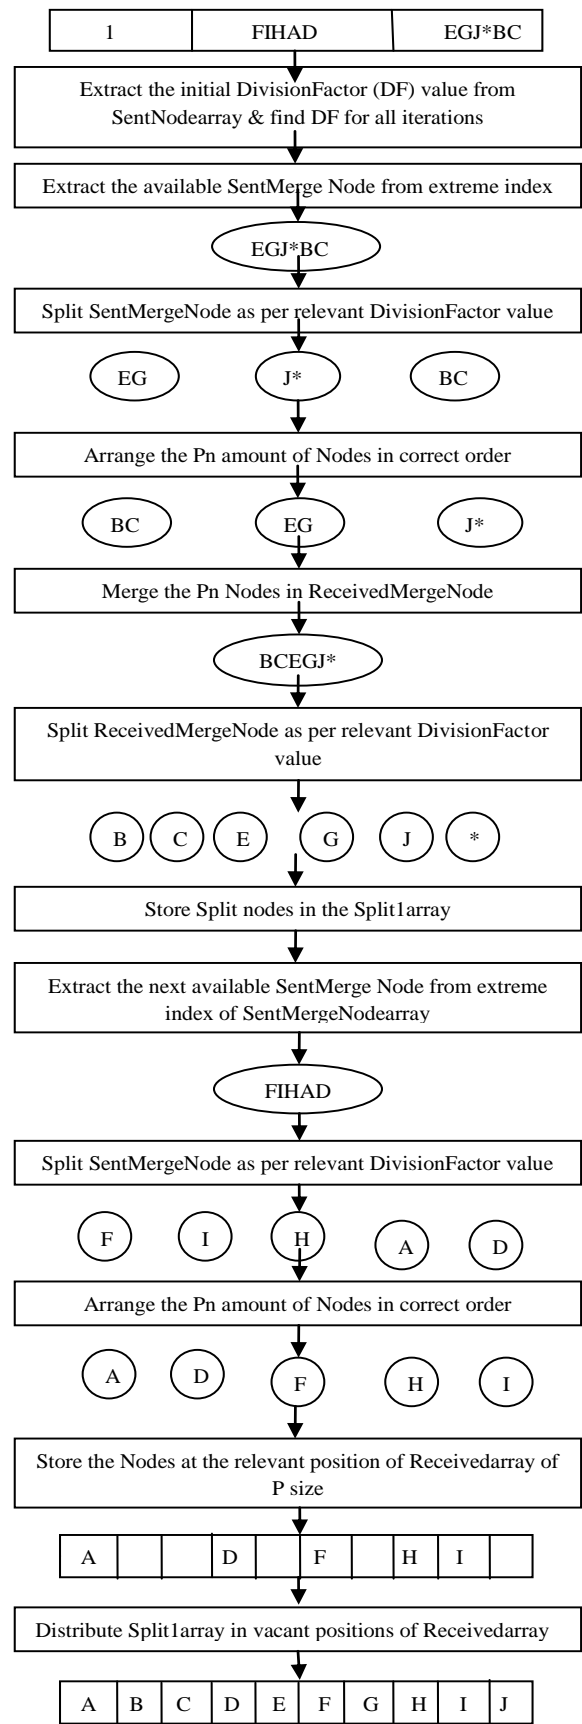 1 FIHAD EGJ*BC
Extract the initial DivisionFactor (DF) value from
SentNodearray & find DF for all iterations
Extract the available SentMerge Node from extreme index
EGJ*BC
Split SentMergeNode as per relevant DivisionFactor value
EG J* BC
Arrange the Pn amount of Nodes in correct order
BC EG J*
Merge the Pn Nodes in ReceivedMergeNode
BCEGJ*
Split ReceivedMergeNode as per relevant DivisionFactor
value
B C E G J *
Store Split nodes in the Split1array
Extract the next available SentMerge Node from extreme
index of SentMergeNodearray
FIHAD
Split SentMergeNode as per relevant DivisionFactor value
F I H A D
Arrange the Pn amount of Nodes in correct order
A D F H I
Store the Nodes at the relevant position of Receivedarray of
P size
A D F H I
Distribute Split1array in vacant positions of Receivedarray
A B C D E F G H I J